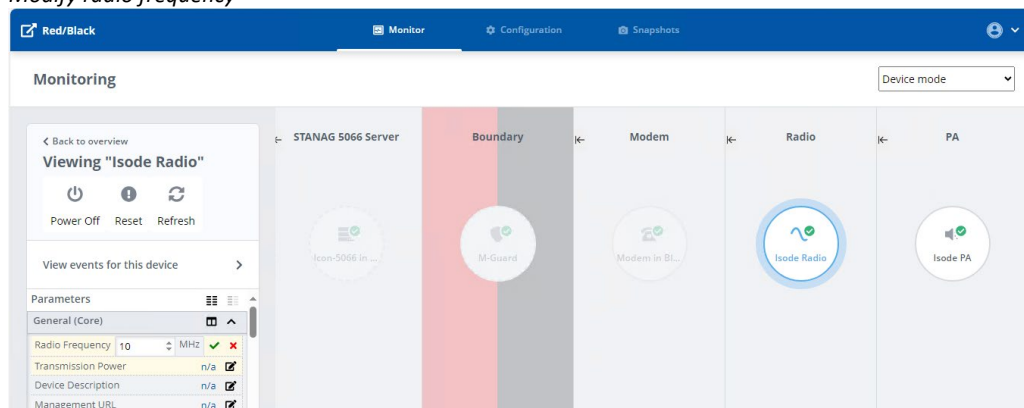 Modify radio frequency
Red/Black
Monitor
Configuration
Snapshots
Monitoring
Device mode
Back to overview
Viewing "Isode Radio"
Power Off Reset Refresh
View events for this device
Parameters
General (Core)
Radio Frequency 10 MHz
Transmission Power n/a
Device Description n/a
Management URL n/a
STANAG 5066 Server
Boundary
Modem
Radio
PA
Icon-5066 in ...
M-Guard
Modem in Bl...
Isode Radio
Isode PA